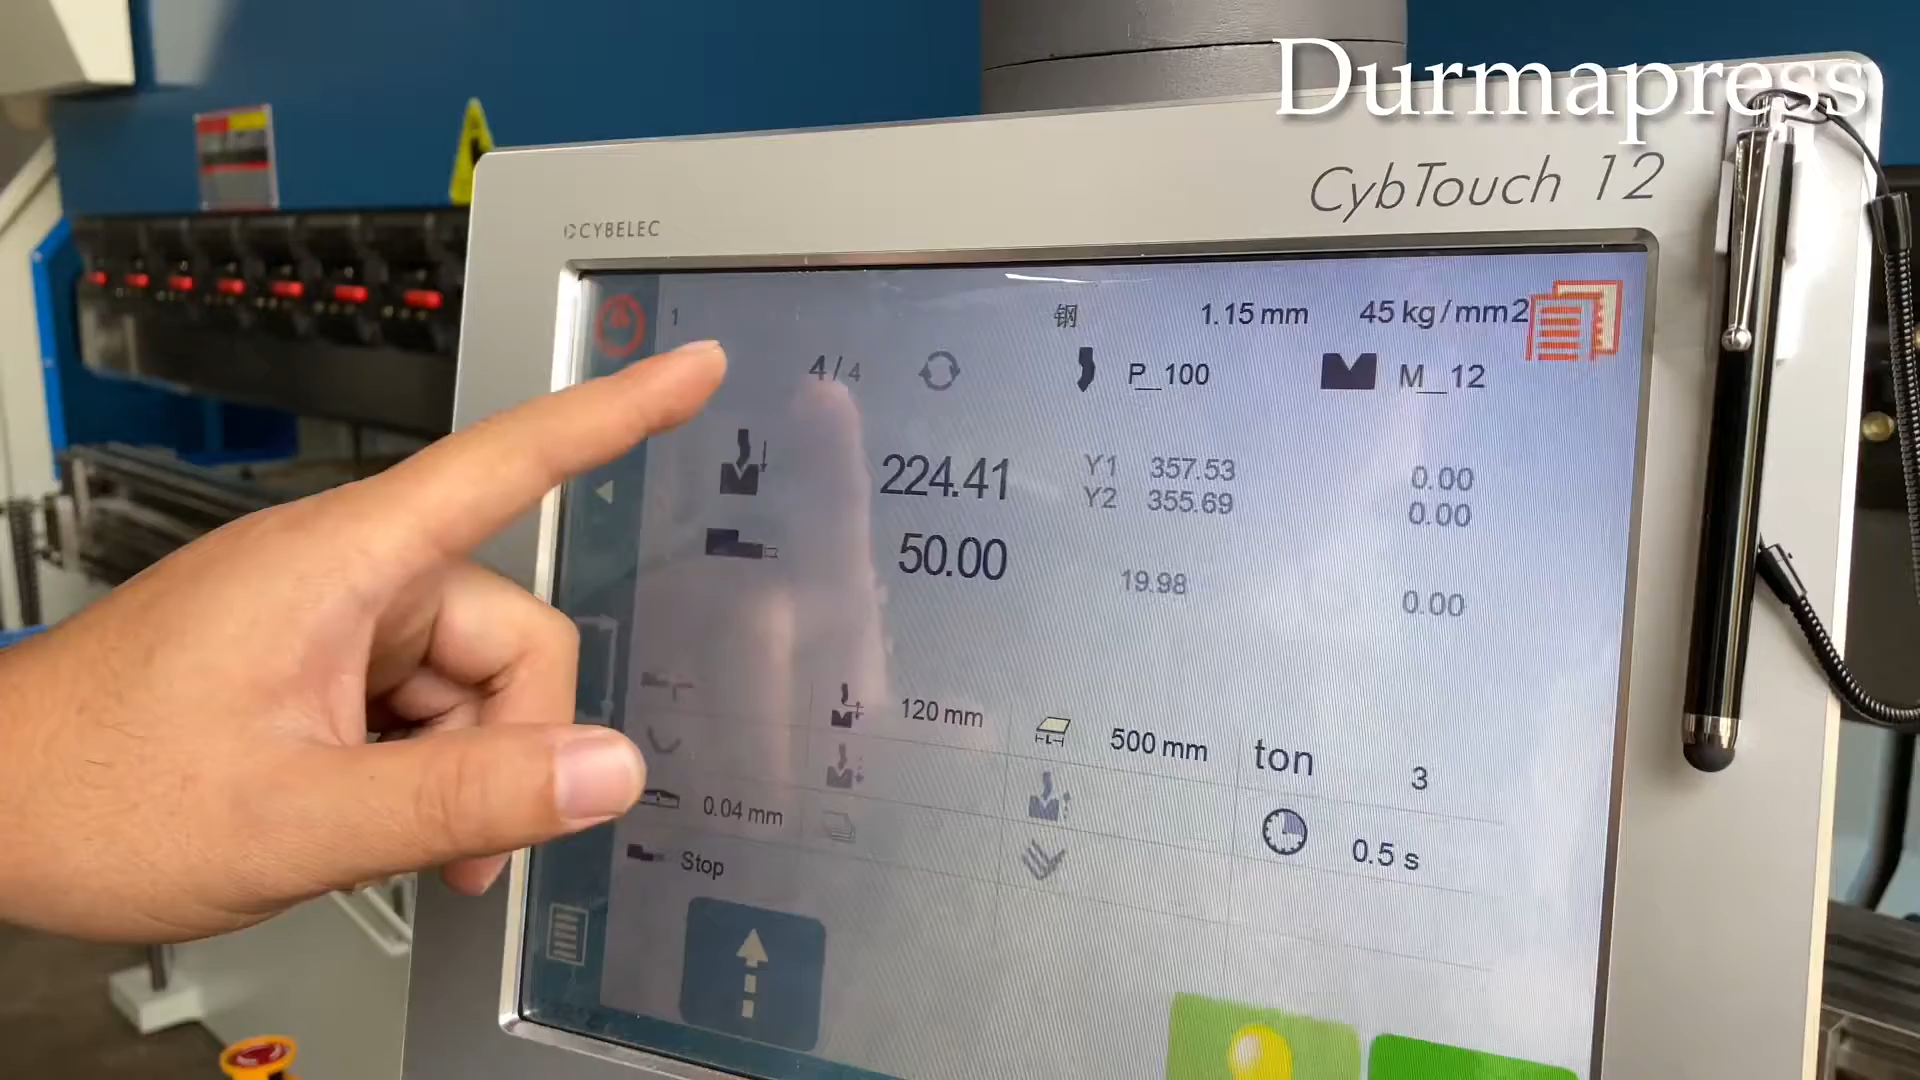 Durmapress
CybTouch 12
CYBELEC
1 钢 1.15 mm 45 kg/mm2
4/4 P_100 M_12
224.41 Y1 357.53 0.00
Y2 355.69 0.00
50.00 19.98 0.00
120 mm 500 mm ton 3
0.04 mm 0.5 s
Stop